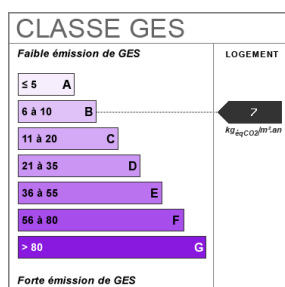 CLASSE GES
Faible émission de GES
LOGEMENT
≤ 5 A
6 à 10 B
7
kgéqCO2/m².an
11 à 20 C
21 à 35 D
36 à 55 E
56 à 80 F
> 80 G
Forte émission de GES